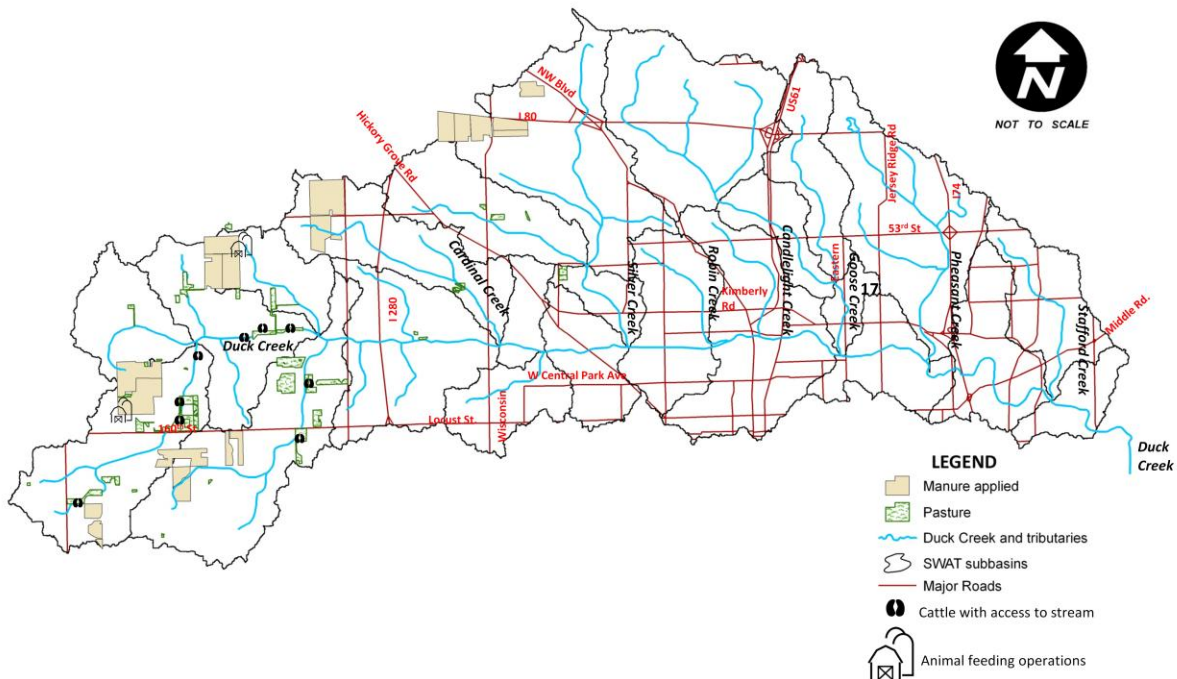 N
NOT TO SCALE
NW Blvd
I 80
US61
Hickory Grove Rd
Jersey Ridge Rd
I 74
53rd St
Cardinal Creek
Silver Creek
Robin Creek
Candlelight Creek
Eastern
Goose Creek
17
Pheasant Creek
Stafford Creek
Middle Rd.
Kimberly
Rd
I 280
Duck Creek
W Central Park Ave
Wisconsin
Locust St.
160th St
Duck
Creek
LEGEND
Manure applied
Pasture
Duck Creek and tributaries
SWAT subbasins
Major Roads
Cattle with access to stream
Animal feeding operations